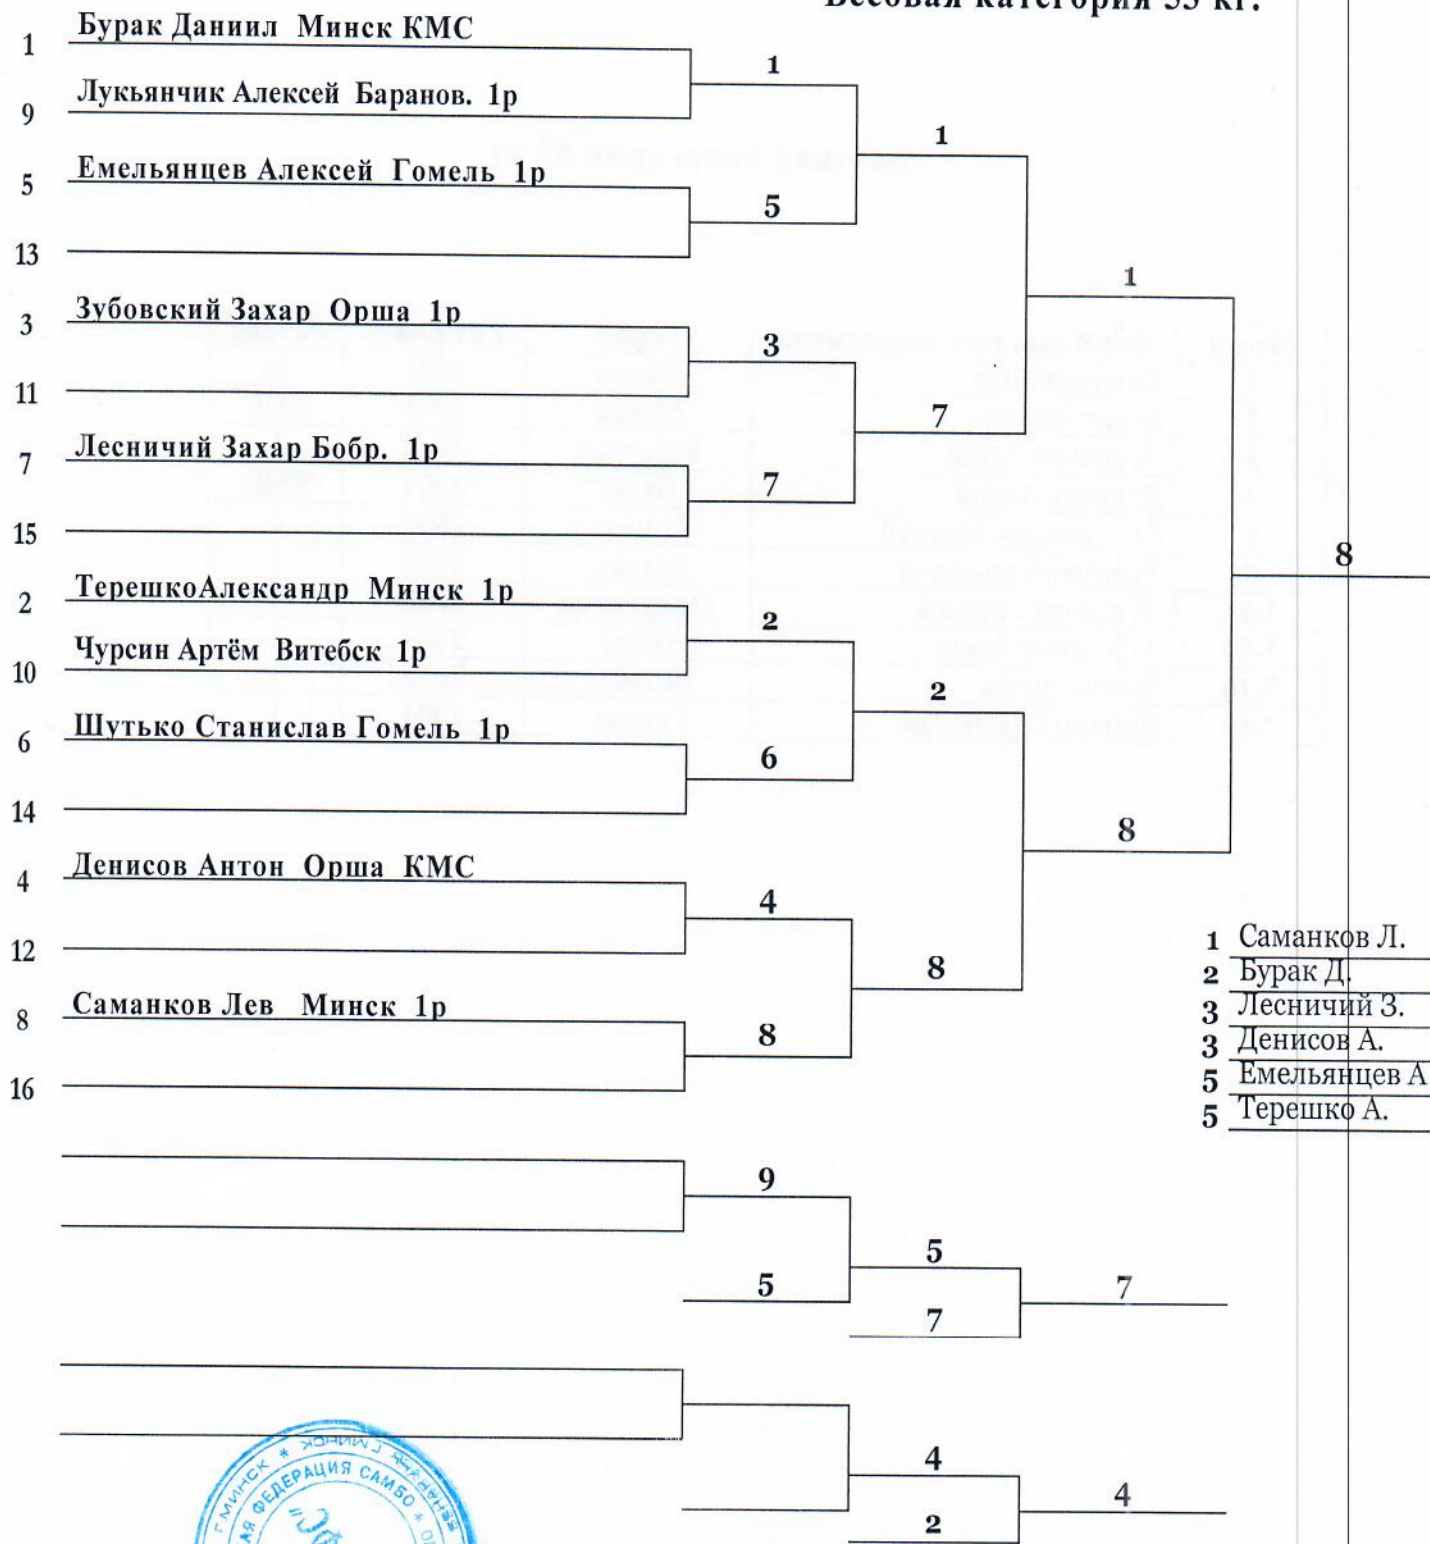 Весовая категория 53 кг.
1 Бурак Даниил Минск КМС
1
9 Лукьянчик Алексей Баранов. 1р
1
5 Емельянцев Алексей Гомель 1р
5
13
1
3 Зубовский Захар Орша 1р
3
11
7
7 Лесничий Захар Бобр. 1р
7
15
8
2 ТерешкоАлександр Минск 1р
2
10 Чурсин Артём Витебск 1р
2
6 Шутько Станислав Гомель 1р
6
14
8
4 Денисов Антон Орша КМС
4
12
8
8 Саманков Лев Минск 1р
8
16
1 Саманков Л.
2 Бурак Д.
3 Лесничий З.
3 Денисов А.
5 Емельянцев А
5 Терешко А.
9
5
5
7
7
4
4
2
Г.МИНСК * Г.МИНСК
ФЕДЕРАЦИЯ САМБО *